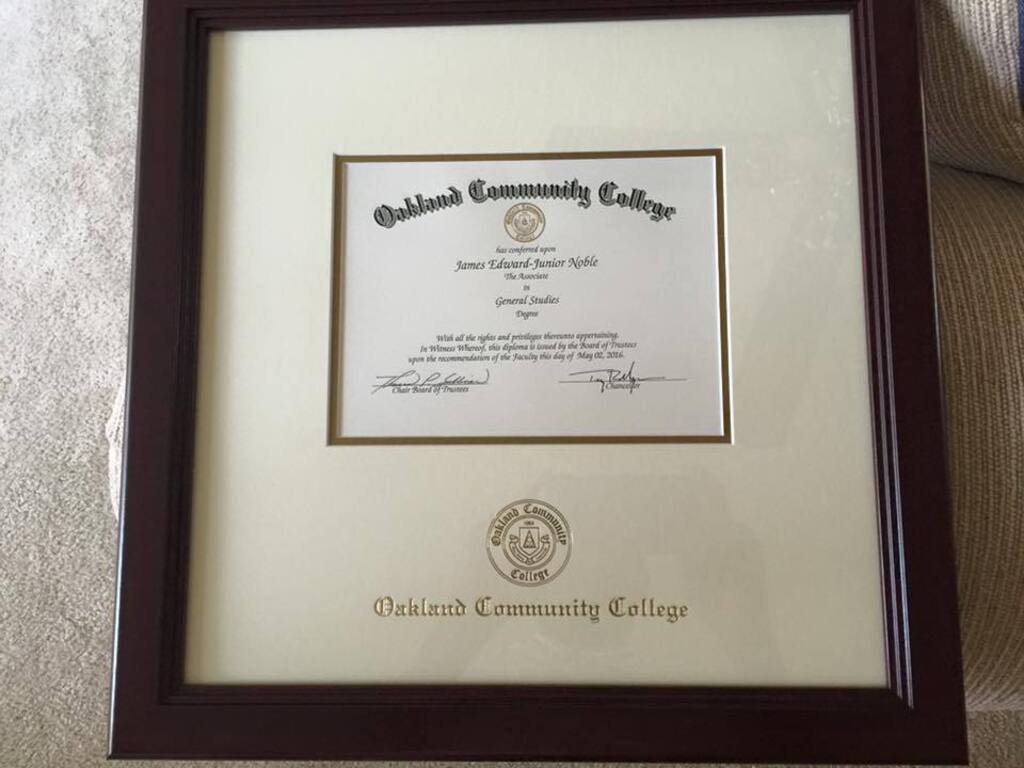 Oakland Community College
has conferred upon
James Edward-Junior Noble
The Associate
in
General Studies
Degree
With all the rights and privileges thereunto appertaining.
In Witness Whereof, this diploma is issued by the Board of Trustees
upon the recommendation of the Faculty this day of May 02, 2016.
Chair Board of Trustees
Chancellor
Oakland Community
1964
College
Oakland Community College